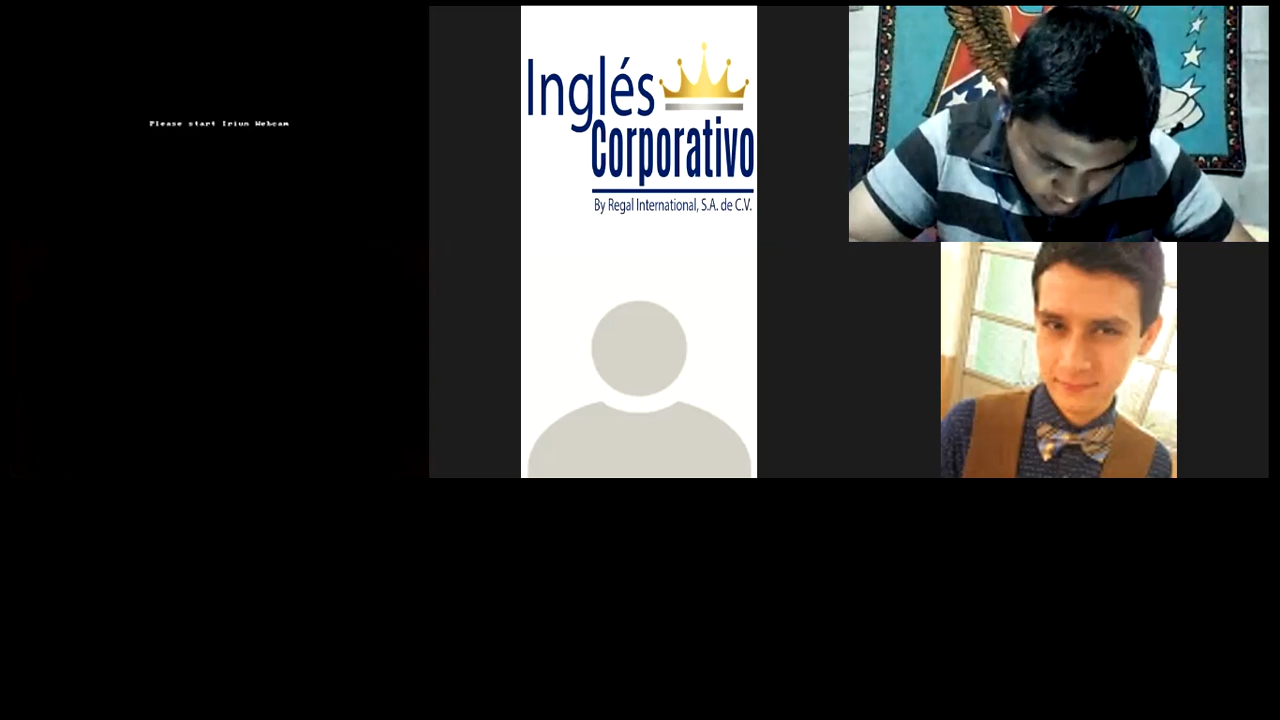 Please start Iriun Webcam
Inglés
Corporativo
By Regal International, S.A. de C.V.